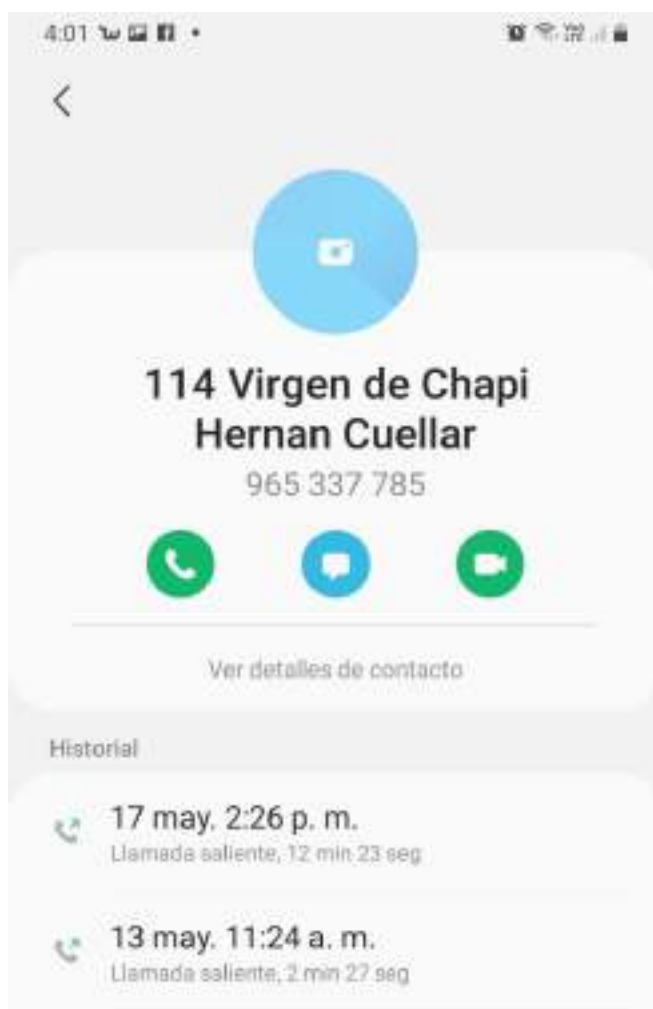 4:01
114 Virgen de Chapi
Hernan Cuellar
965 337 785
Ver detalles de contacto
Historial
17 may. 2:26 p. m.
Llamada saliente, 12 min 23 seg
13 may. 11:24 a. m.
Llamada saliente, 2 min 27 seg